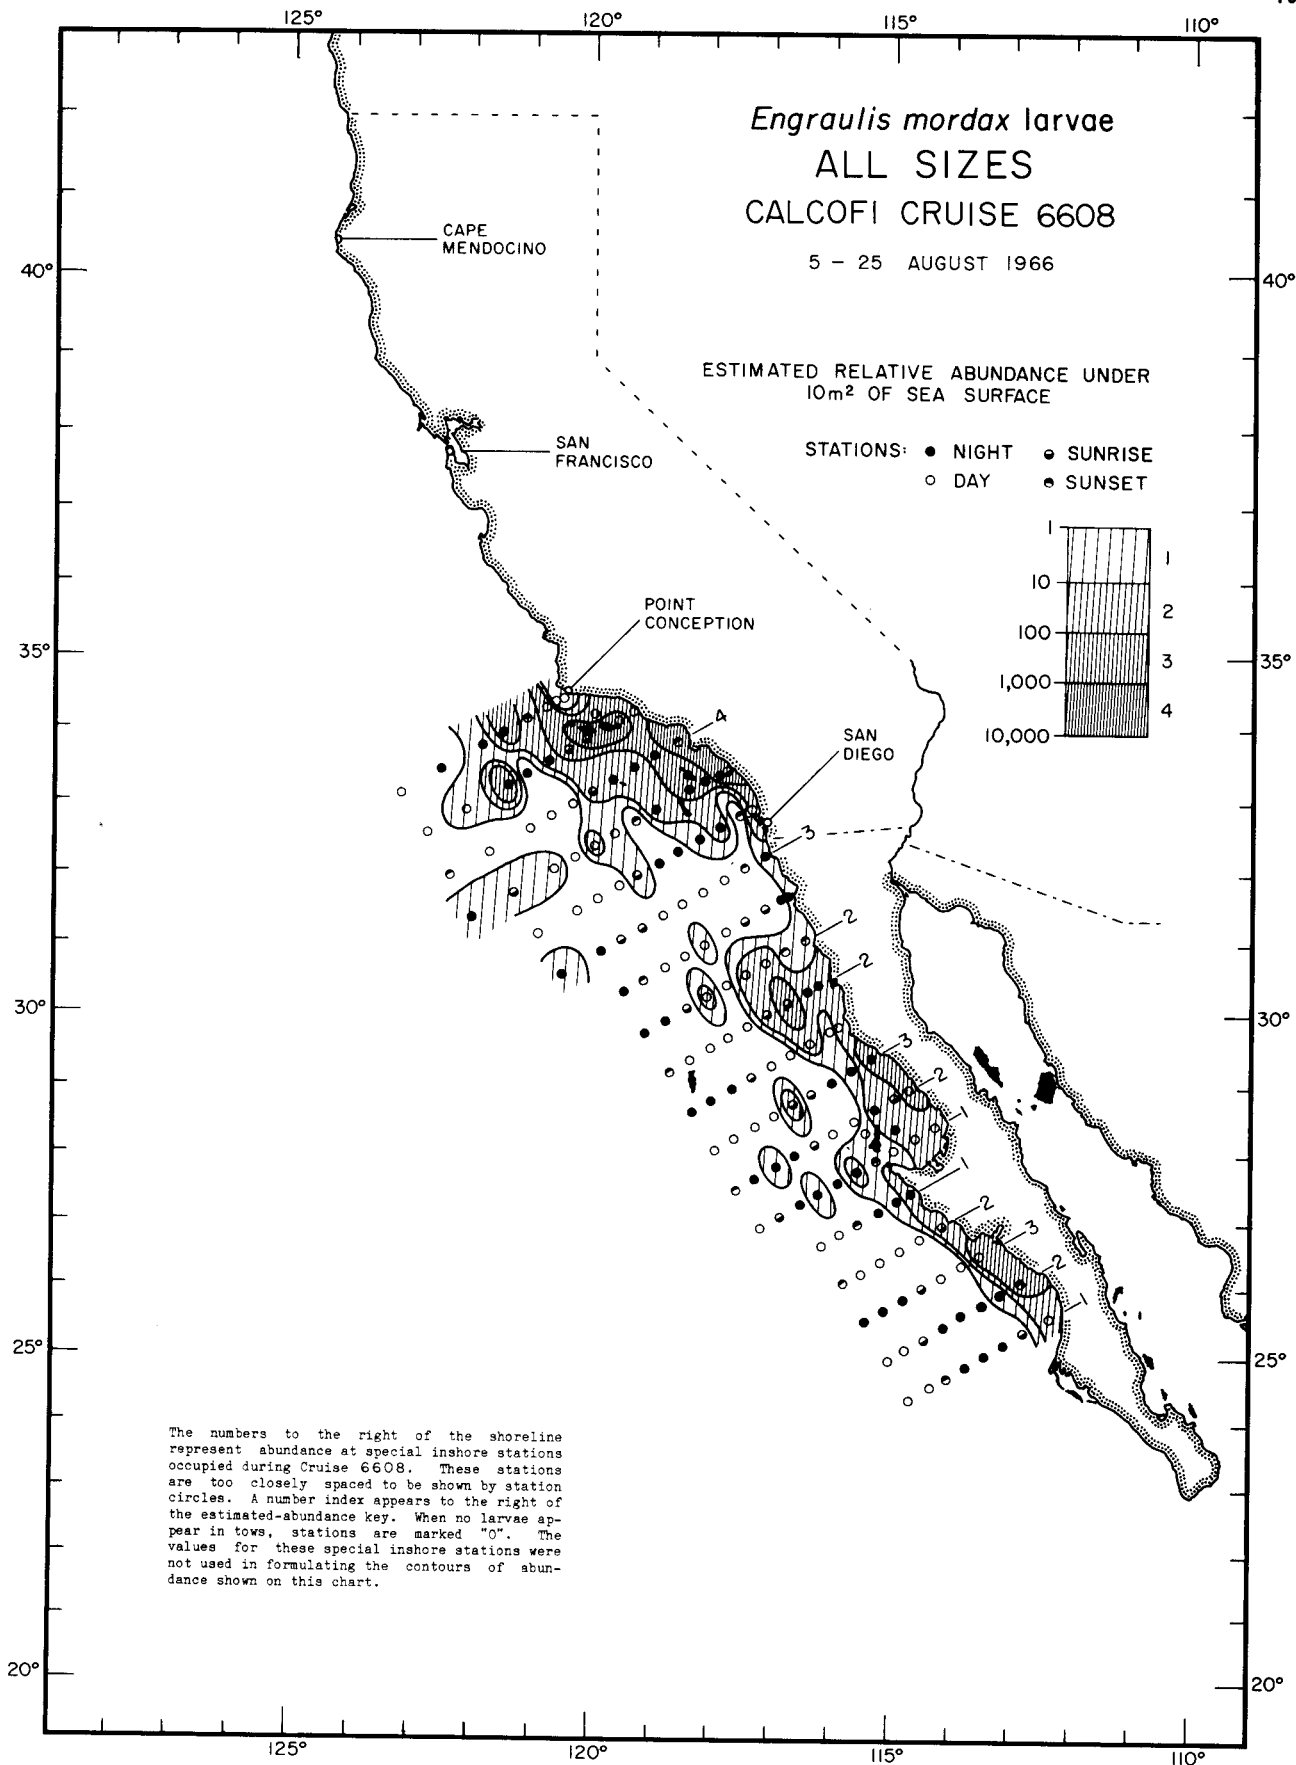 125°
120°
115°
110°
Engraulis mordax larvae
ALL SIZES
CALCOFI CRUISE 6608
5 – 25 AUGUST 1966
CAPE
MENDOCINO
40°
40°
ESTIMATED RELATIVE ABUNDANCE UNDER
10m² OF SEA SURFACE
STATIONS: ● NIGHT ◒ SUNRISE
○ DAY ◓ SUNSET
SAN
FRANCISCO
1
10
100
1,000
10,000
1
2
3
4
POINT
CONCEPTION
35°
35°
4
SAN
DIEGO
3
2
2
30°
30°
3
2
1
1
2
3
2
1
25°
25°
The numbers to the right of the shoreline
represent abundance at special inshore stations
occupied during Cruise 6608. These stations
are too closely spaced to be shown by station
circles. A number index appears to the right of
the estimated-abundance key. When no larvae ap-
pear in tows, stations are marked "0". The
values for these special inshore stations were
not used in formulating the contours of abun-
dance shown on this chart.
20°
20°
125°
120°
115°
110°